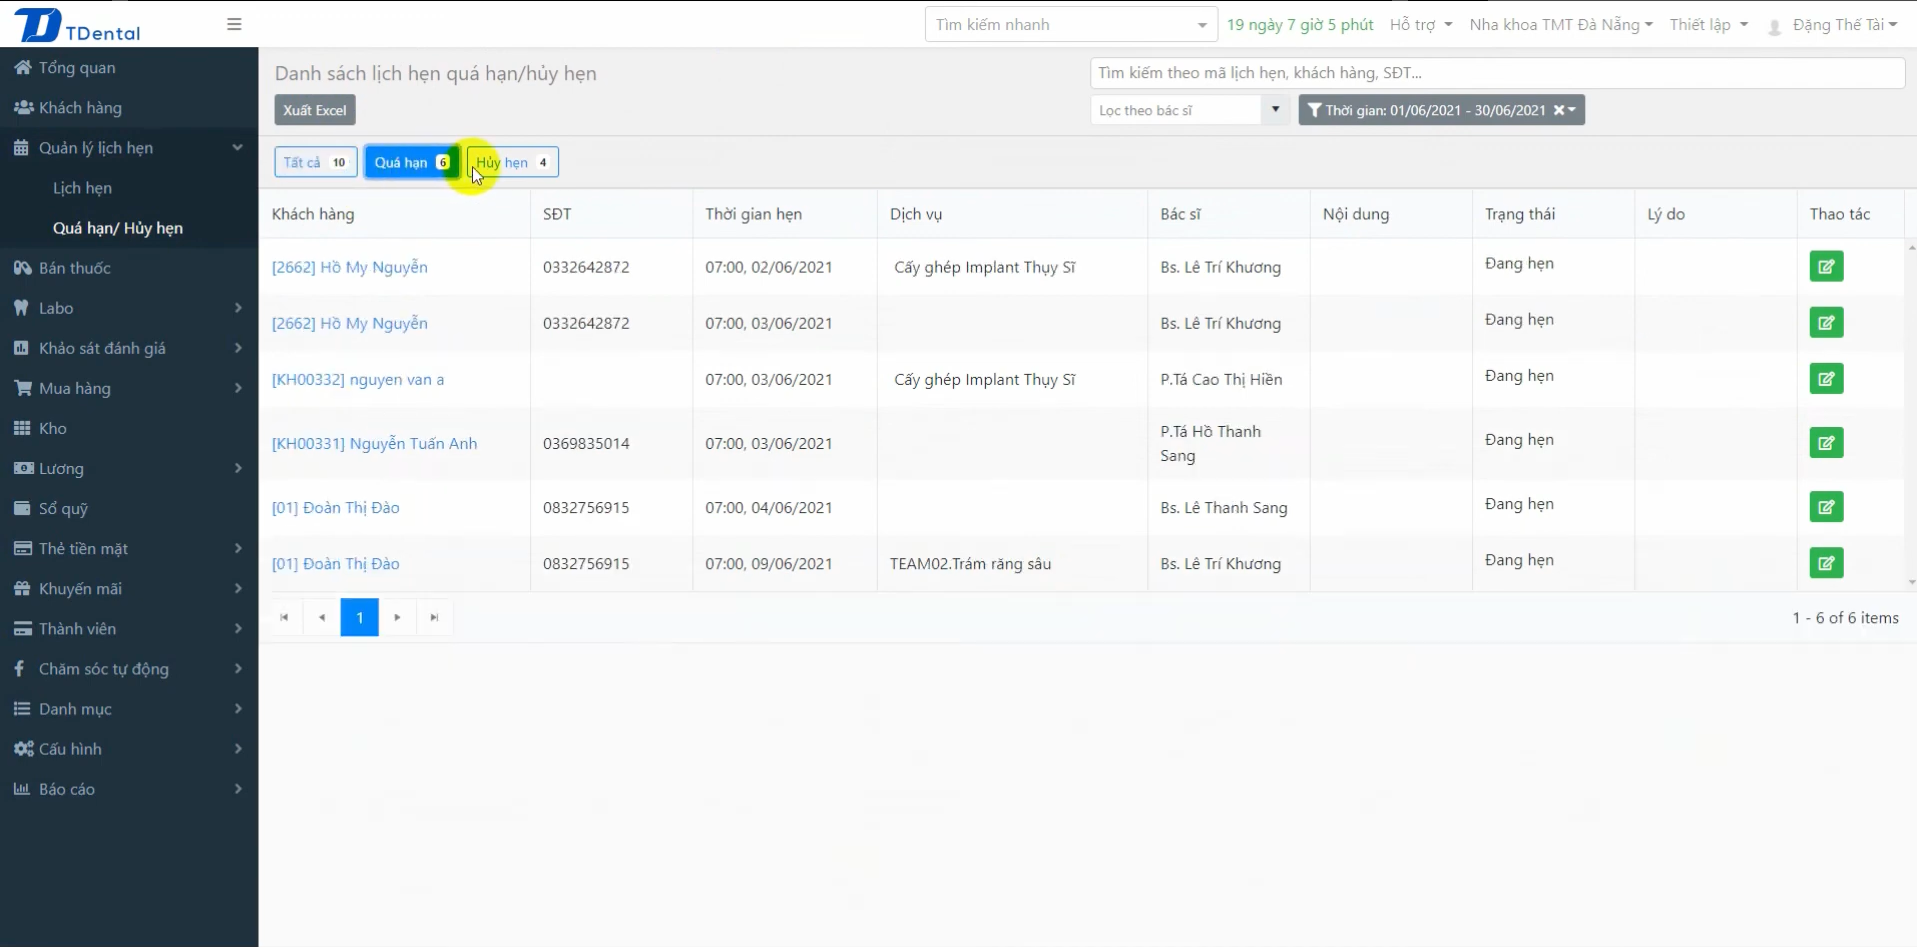 TDental
Tìm kiếm nhanh
19 ngày 7 giờ 5 phút
Hỗ trợ
Nha khoa TMT Đà Nẵng
Thiết lập
Đặng Thế Tài
Tổng quan
Khách hàng
Quản lý lịch hẹn
Lịch hẹn
Quá hạn/ Hủy hẹn
Bán thuốc
Labo
Khảo sát đánh giá
Mua hàng
Kho
Lương
Sổ quỹ
Thẻ tiền mặt
Khuyến mãi
Thành viên
Chăm sóc tự động
Danh mục
Cấu hình
Báo cáo
Danh sách lịch hẹn quá hạn/hủy hẹn
Tìm kiếm theo mã lịch hẹn, khách hàng, SĐT...
Xuất Excel
Lọc theo bác sĩ
Thời gian: 01/06/2021 - 30/06/2021
Tất cả 10
Quá hạn 6
Hủy hẹn 4
Khách hàng SĐT Thời gian hẹn Dịch vụ Bác sĩ Nội dung Trạng thái Lý do Thao tác
[2662] Hồ My Nguyễn 0332642872 07:00, 02/06/2021 Cấy ghép Implant Thụy Sĩ Bs. Lê Trí Khương Đang hẹn
[2662] Hồ My Nguyễn 0332642872 07:00, 03/06/2021 Bs. Lê Trí Khương Đang hẹn
[KH00332] nguyen van a 07:00, 03/06/2021 Cấy ghép Implant Thụy Sĩ P.Tá Cao Thị Hiền Đang hẹn
[KH00331] Nguyễn Tuấn Anh 0369835014 07:00, 03/06/2021 P.Tá Hồ Thanh Đang hẹn
Sang
[01] Đoàn Thị Đào 0832756915 07:00, 04/06/2021 Bs. Lê Thanh Sang Đang hẹn
[01] Đoàn Thị Đào 0832756915 07:00, 09/06/2021 TEAM02.Trám răng sâu Bs. Lê Trí Khương Đang hẹn
1
1 - 6 of 6 items